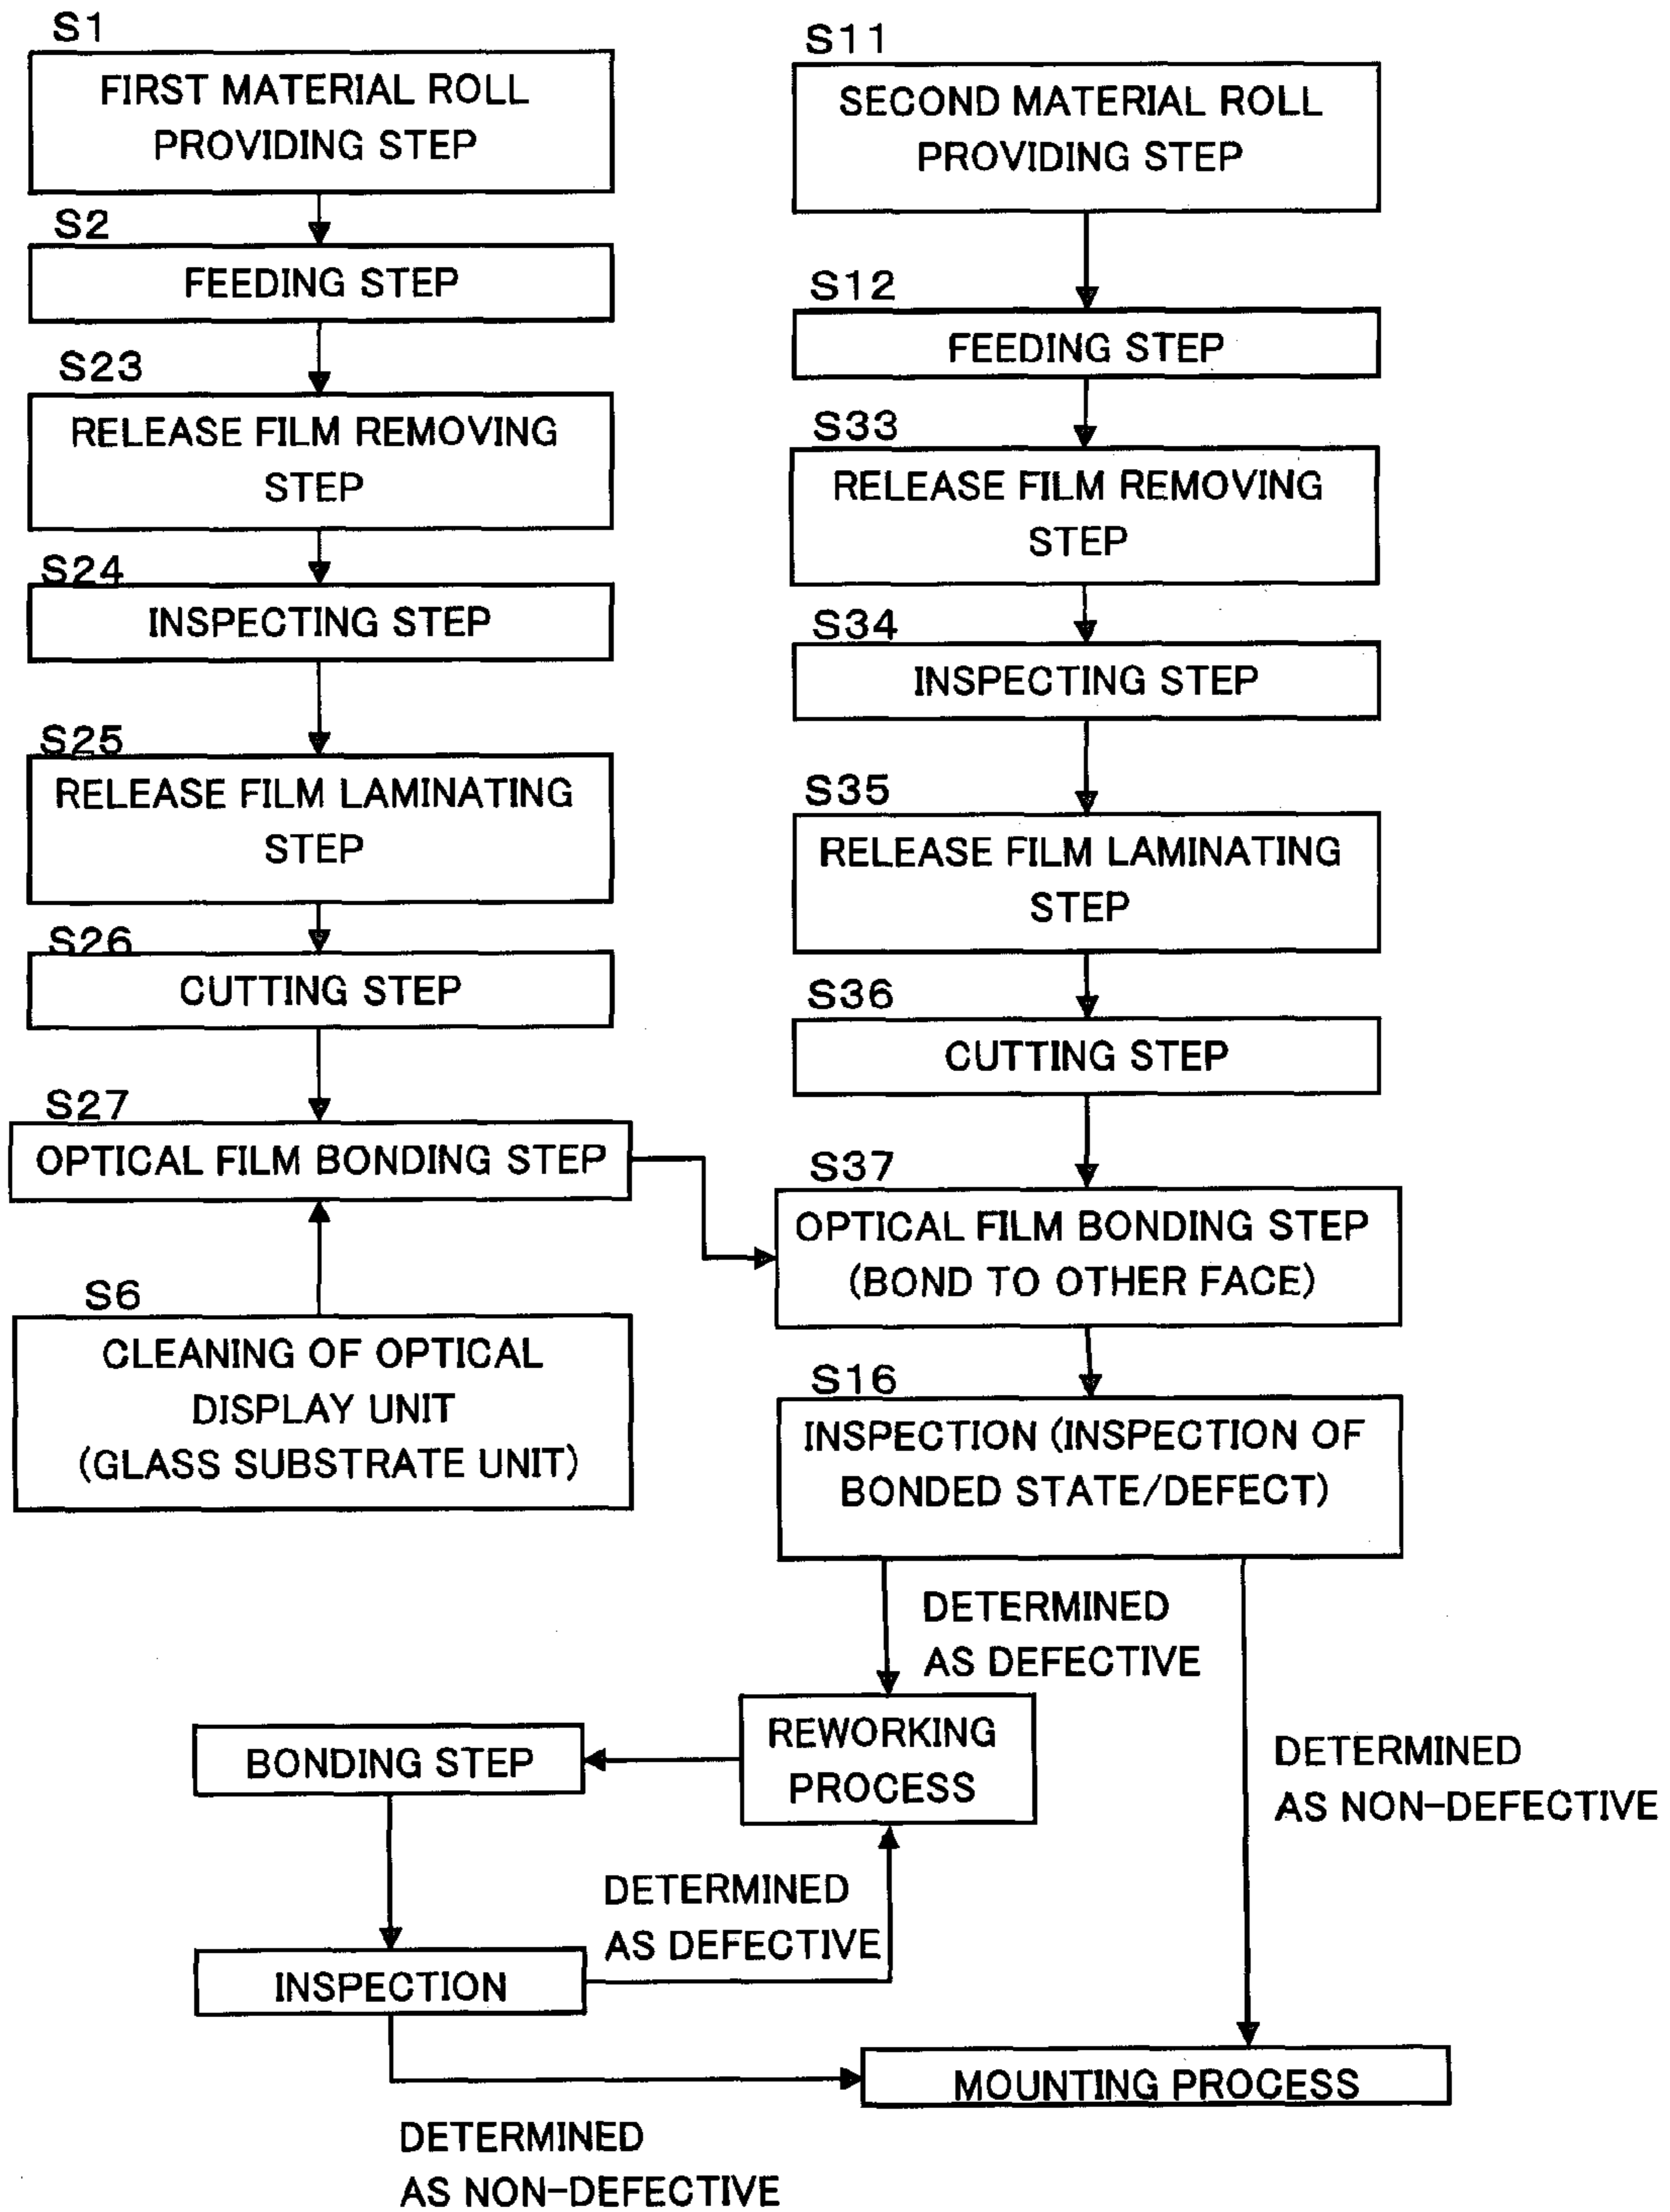 S1
FIRST MATERIAL ROLL
PROVIDING STEP
S2
FEEDING STEP
S23
RELEASE FILM REMOVING
STEP
S24
INSPECTING STEP
S25
RELEASE FILM LAMINATING
STEP
S26
CUTTING STEP
S27
OPTICAL FILM BONDING STEP
S6
CLEANING OF OPTICAL
DISPLAY UNIT
(GLASS SUBSTRATE UNIT)
S11
SECOND MATERIAL ROLL
PROVIDING STEP
S12
FEEDING STEP
S33
RELEASE FILM REMOVING
STEP
S34
INSPECTING STEP
S35
RELEASE FILM LAMINATING
STEP
S36
CUTTING STEP
S37
OPTICAL FILM BONDING STEP
(BOND TO OTHER FACE)
S16
INSPECTION (INSPECTION OF
BONDED STATE/DEFECT)
DETERMINED
AS DEFECTIVE
REWORKING
PROCESS
BONDING STEP
DETERMINED
AS NON-DEFECTIVE
DETERMINED
AS DEFECTIVE
INSPECTION
MOUNTING PROCESS
DETERMINED
AS NON-DEFECTIVE